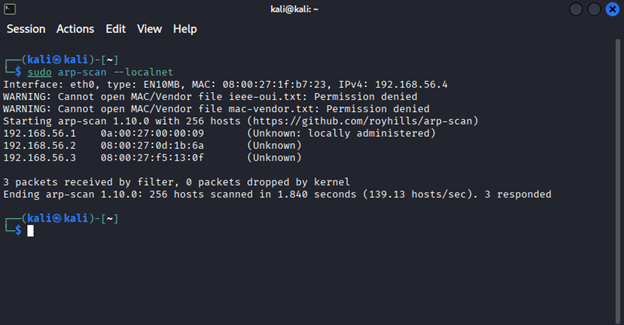 kali@kali: ~
Session Actions Edit View Help
┌──(kali㉿kali)-[~]
└─$ sudo arp-scan --localnet
Interface: eth0, type: EN10MB, MAC: 08:00:27:1f:b7:23, IPv4: 192.168.56.4
WARNING: Cannot open MAC/Vendor file ieee-oui.txt: Permission denied
WARNING: Cannot open MAC/Vendor file mac-vendor.txt: Permission denied
Starting arp-scan 1.10.0 with 256 hosts (https://github.com/royhills/arp-scan)
192.168.56.1    0a:00:27:00:00:09       (Unknown: locally administered)
192.168.56.2    08:00:27:0d:1b:6a       (Unknown)
192.168.56.3    08:00:27:f5:13:0f       (Unknown)
3 packets received by filter, 0 packets dropped by kernel
Ending arp-scan 1.10.0: 256 hosts scanned in 1.840 seconds (139.13 hosts/sec). 3 responded
┌──(kali㉿kali)-[~]
└─$